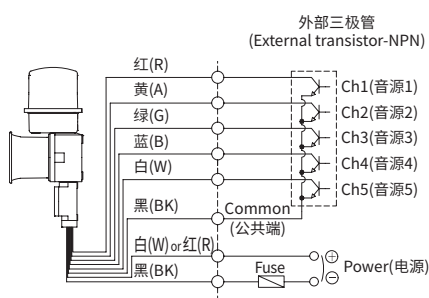 外部三极管
(External transistor-NPN)
红(R)
黄(A)
绿(G)
蓝(B)
白(W)
黑(BK)
Ch1(音源1)
Ch2(音源2)
Ch3(音源3)
Ch4(音源4)
Ch5(音源5)
Common
(公共端)
白(W)or红(R)
黑(BK)
Fuse
+
−
Power(电源)